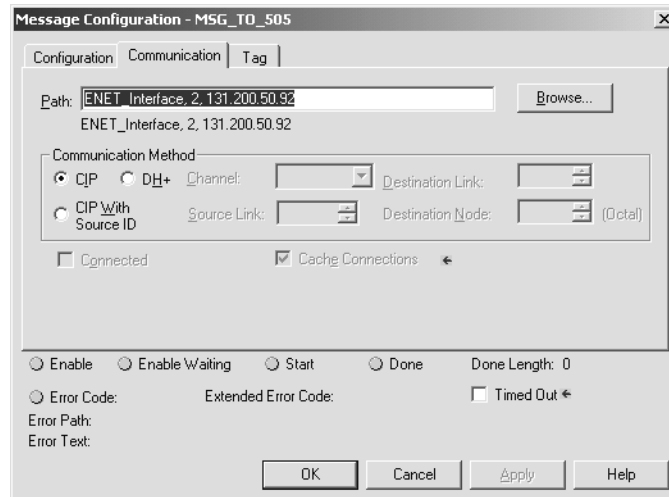 Message Configuration - MSG_TO_505
Configuration Communication Tag
Path: ENET_Interface, 2, 131.200.50.92 Browse...
ENET_Interface, 2, 131.200.50.92
Communication Method
CIP DH+ Channel: Destination Link:
CIP With Source ID Source Link: Destination Node: (Octal)
Connected Cache Connections
Enable Enable Waiting Start Done Done Length: 0
Error Code: Extended Error Code: Timed Out
Error Path:
Error Text:
OK Cancel Apply Help